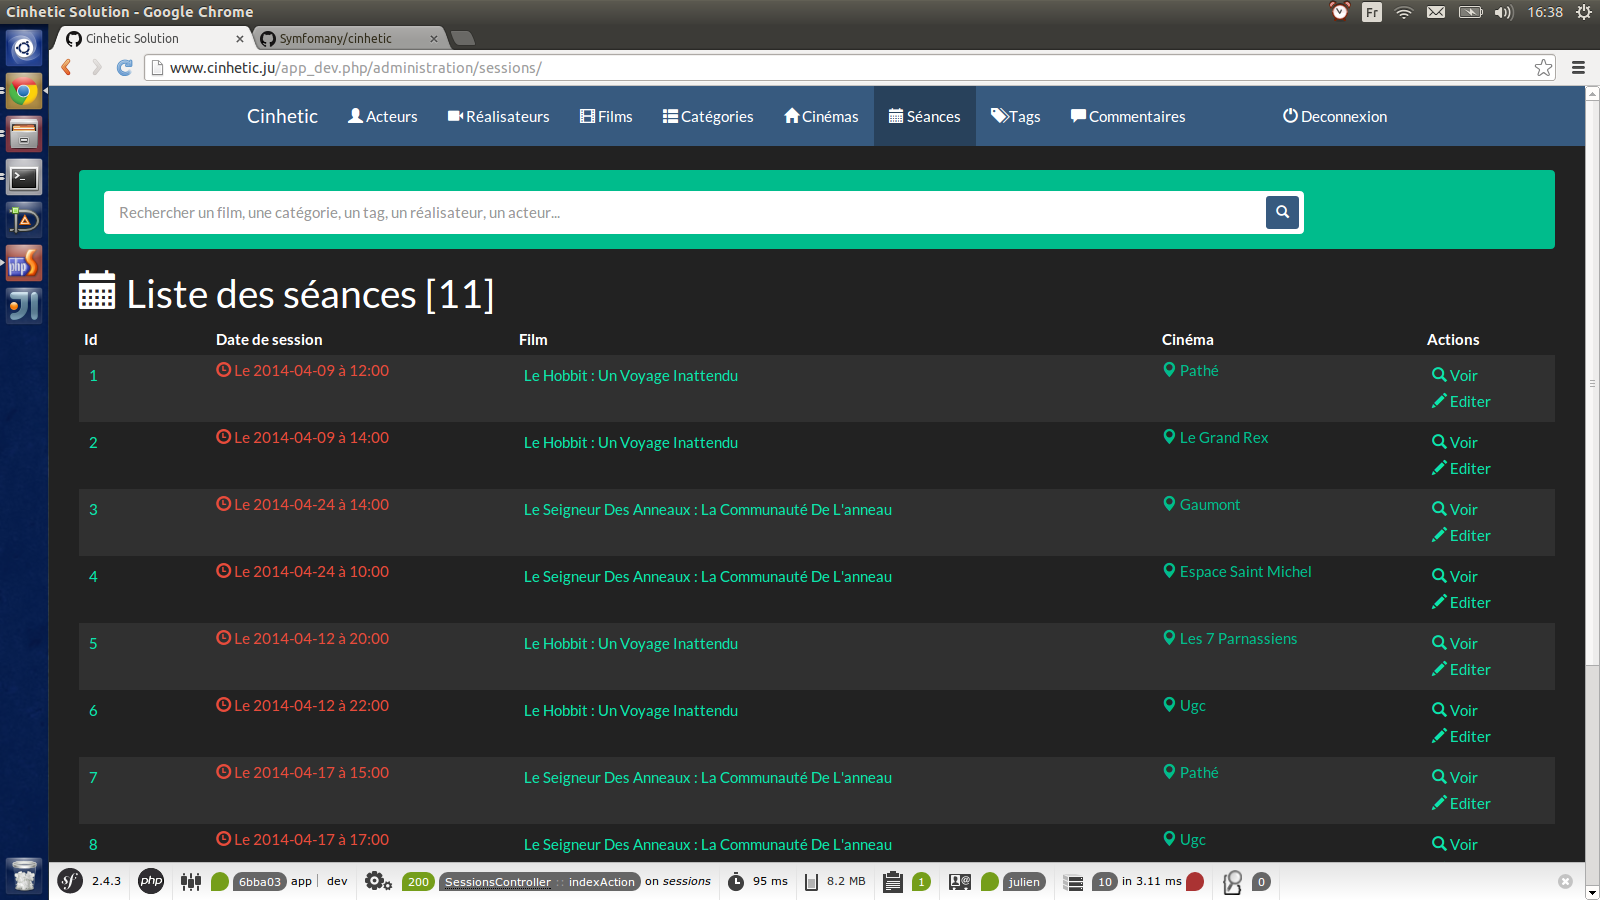 Cinhetic Solution - Google Chrome
Fr
16:38
Cinhetic Solution
Symfomany/cinhetic
www.cinhetic.ju/app_dev.php/administration/sessions/
Cinhetic
Acteurs
Réalisateurs
Films
Catégories
Cinémas
Séances
Tags
Commentaires
Deconnexion
Rechercher un film, une catégorie, un tag, un réalisateur, un acteur...
Liste des séances [11]
Id Date de session Film Cinéma Actions
1 Le 2014-04-09 à 12:00 Le Hobbit : Un Voyage Inattendu Pathé Voir
Editer
2 Le 2014-04-09 à 14:00 Le Hobbit : Un Voyage Inattendu Le Grand Rex Voir
Editer
3 Le 2014-04-24 à 14:00 Le Seigneur Des Anneaux : La Communauté De L'anneau Gaumont Voir
Editer
4 Le 2014-04-24 à 10:00 Le Seigneur Des Anneaux : La Communauté De L'anneau Espace Saint Michel Voir
Editer
5 Le 2014-04-12 à 20:00 Le Hobbit : Un Voyage Inattendu Les 7 Parnassiens Voir
Editer
6 Le 2014-04-12 à 22:00 Le Hobbit : Un Voyage Inattendu Ugc Voir
Editer
7 Le 2014-04-17 à 15:00 Le Seigneur Des Anneaux : La Communauté De L'anneau Pathé Voir
Editer
8 Le 2014-04-17 à 17:00 Le Seigneur Des Anneaux : La Communauté De L'anneau Ugc Voir
sf 2.4.3 php 6bba03 app dev 200 SessionsController :: indexAction on sessions 95 ms 8.2 MB 1 julien 10 in 3.11 ms 0